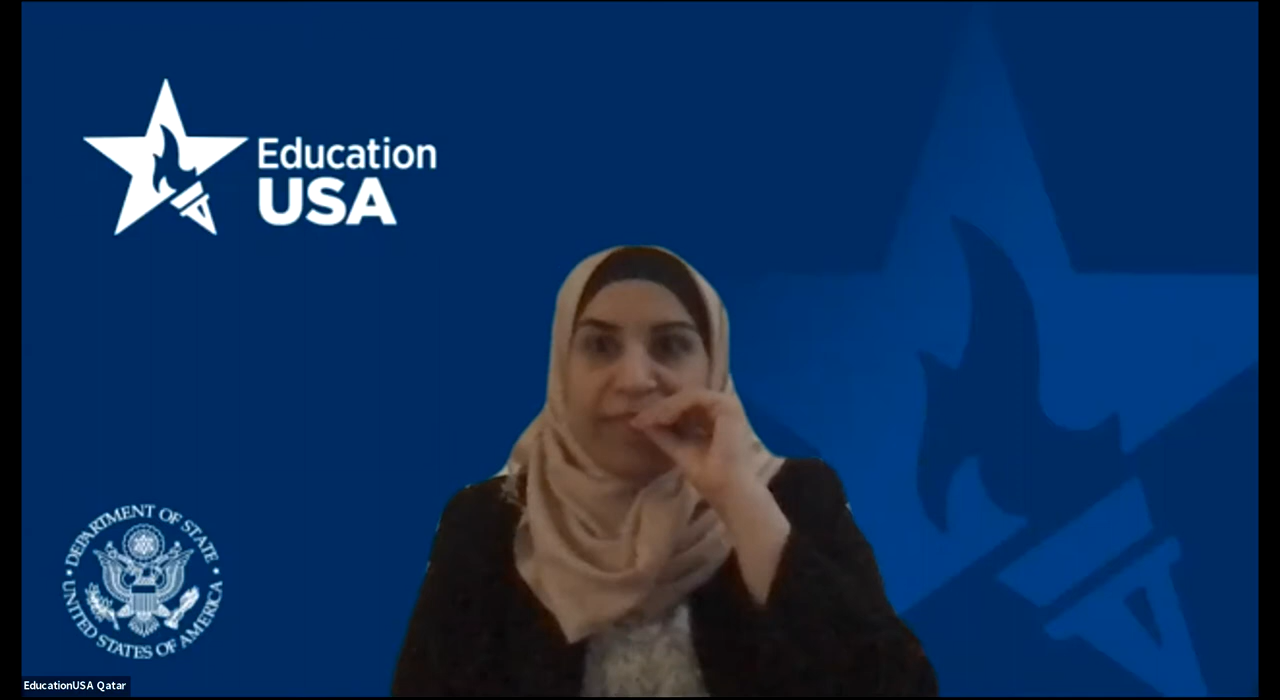 Education
USA
DEPARTMENT OF STATE
UNITED STATES OF AMERICA
EducationUSA Qatar